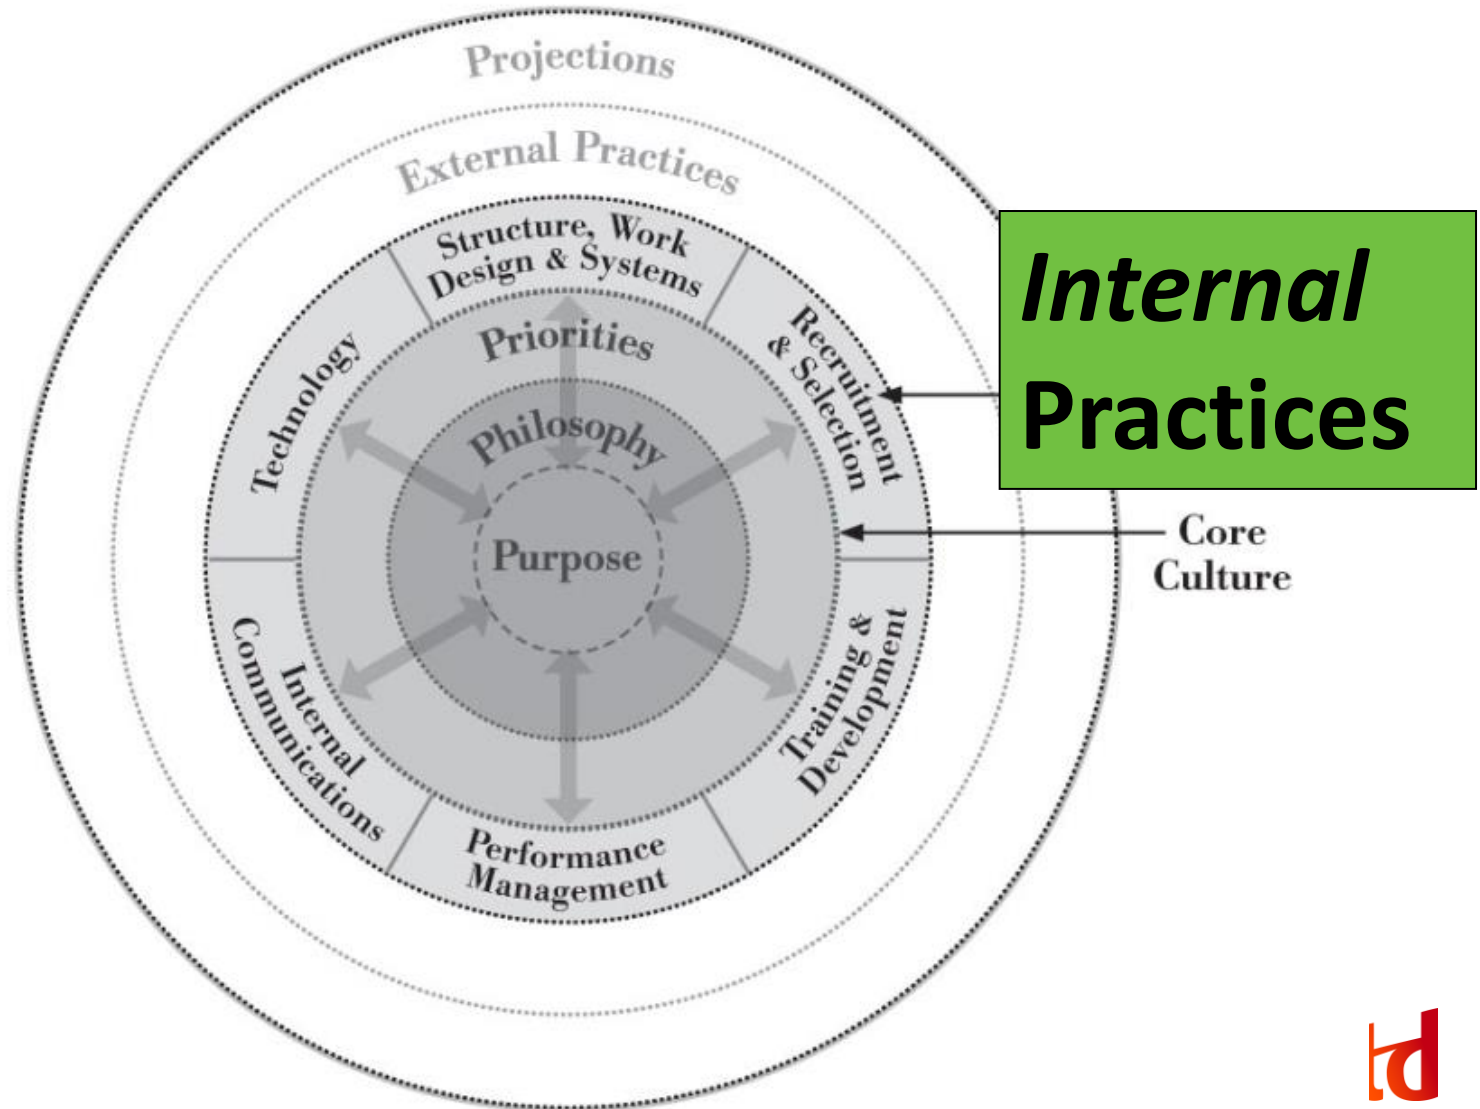 Projections
External Practices
Structure, Work
Design & Systems
Recruitment
& Selection
Internal
Practices
Technology
Priorities
Philosophy
Purpose
Core
Culture
Internal
Communications
Training &
Development
Performance
Management
td